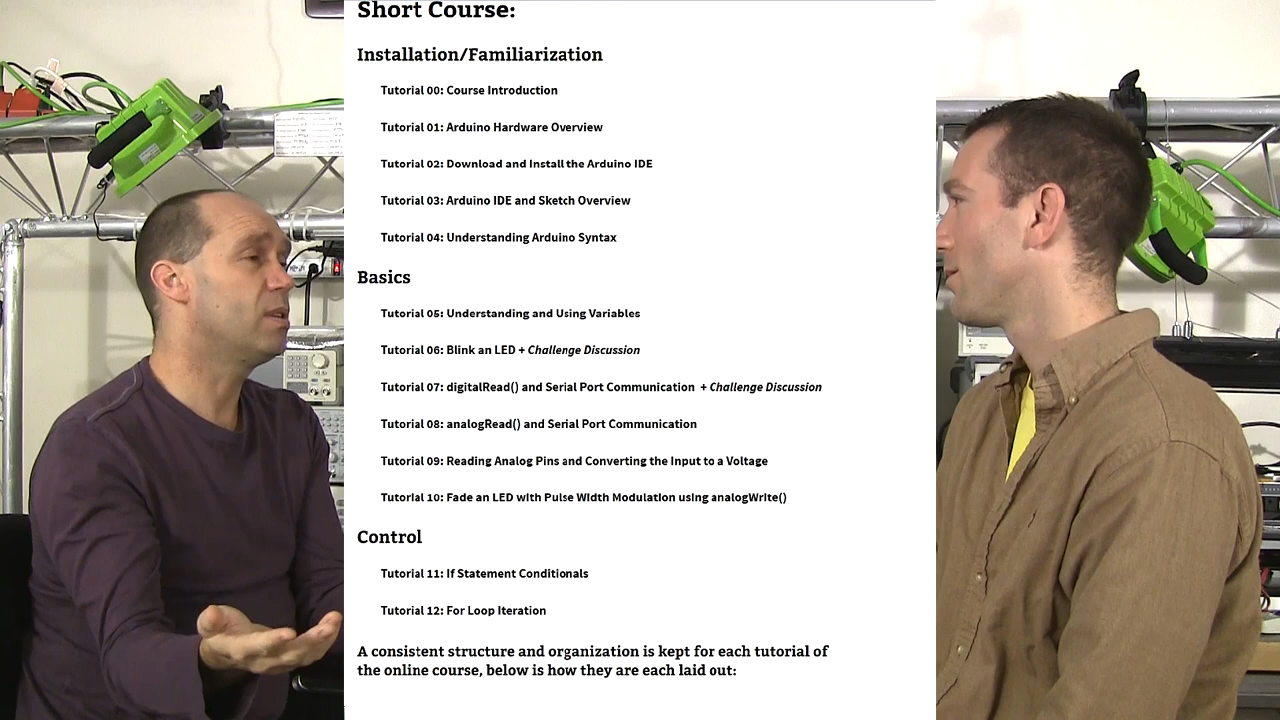 Short Course:
Installation/Familiarization
Tutorial 00: Course Introduction
Tutorial 01: Arduino Hardware Overview
Tutorial 02: Download and Install the Arduino IDE
Tutorial 03: Arduino IDE and Sketch Overview
Tutorial 04: Understanding Arduino Syntax
Basics
Tutorial 05: Understanding and Using Variables
Tutorial 06: Blink an LED + Challenge Discussion
Tutorial 07: digitalRead() and Serial Port Communication + Challenge Discussion
Tutorial 08: analogRead() and Serial Port Communication
Tutorial 09: Reading Analog Pins and Converting the Input to a Voltage
Tutorial 10: Fade an LED with Pulse Width Modulation using analogWrite()
Control
Tutorial 11: If Statement Conditionals
Tutorial 12: For Loop Iteration
A consistent structure and organization is kept for each tutorial of
the online course, below is how they are each laid out: